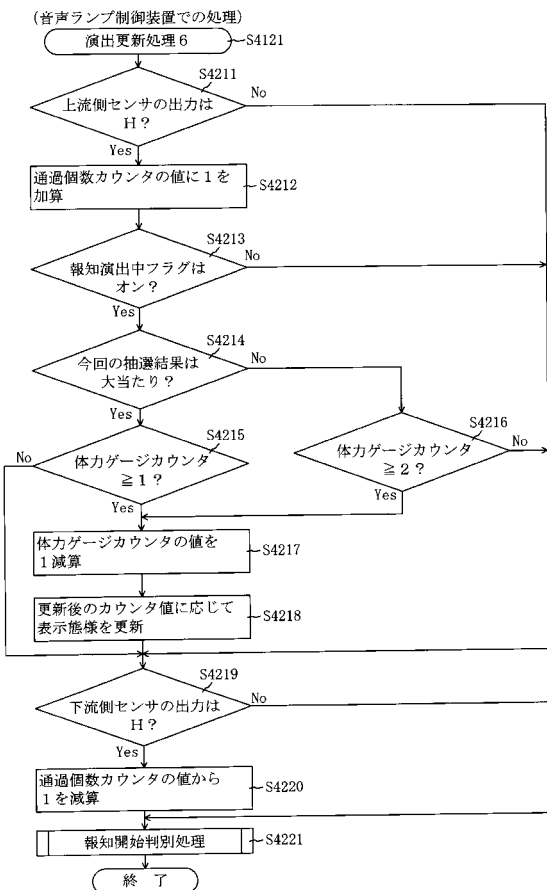 (音声ランプ制御装置での処理)
演出更新処理６
S4121
S4211
上流側センサの出力は
Ｈ？
No
Yes
通過個数カウンタの値に１を
加算
S4212
S4213
報知演出中フラグは
オン？
No
Yes
S4214
今回の抽選結果は
大当たり？
No
Yes
S4215
No
体力ゲージカウンタ
≧１？
Yes
S4216
体力ゲージカウンタ
≧２？
No
Yes
体力ゲージカウンタの値を
１減算
S4217
更新後のカウンタ値に応じて
表示態様を更新
S4218
S4219
下流側センサの出力は
Ｈ？
No
Yes
通過個数カウンタの値から
１を減算
S4220
報知開始判別処理
S4221
終 了